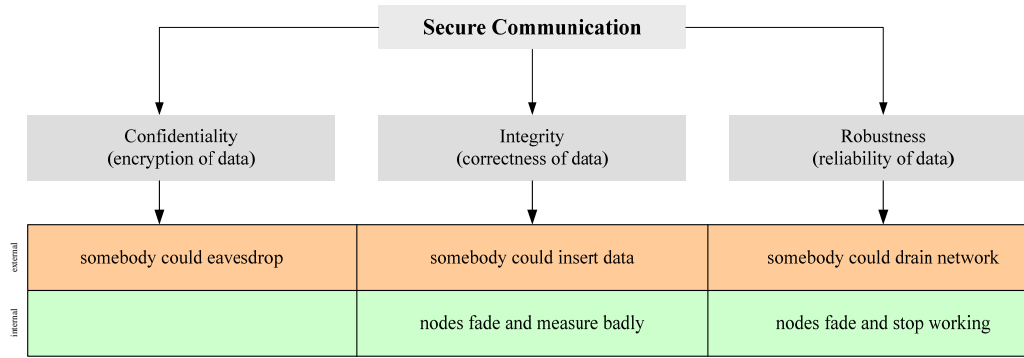 Secure Communication
Confidentiality
(encryption of data)
Integrity
(correctness of data)
Robustness
(reliability of data)
external
somebody could eavesdrop
somebody could insert data
somebody could drain network
internal
nodes fade and measure badly
nodes fade and stop working